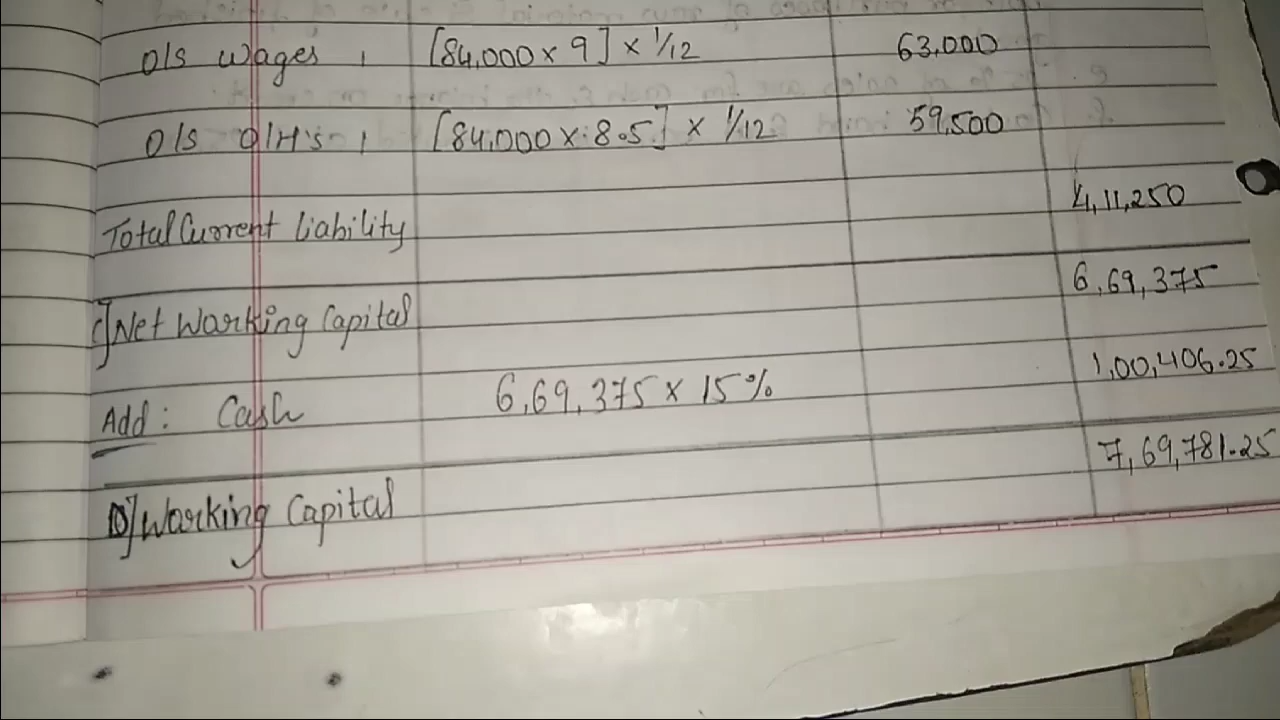 O/S wages , [84,000 x 9] x 1/12 63,000
O/S O/H's , [84,000 x 8.5] x 1/12 59,500
Total Current liability 4,11,250
C] Net Working Capital 6,69,375
Add : Cash 6,69,375 x 15% 1,00,406.25
D] Working Capital 7,69,781.25